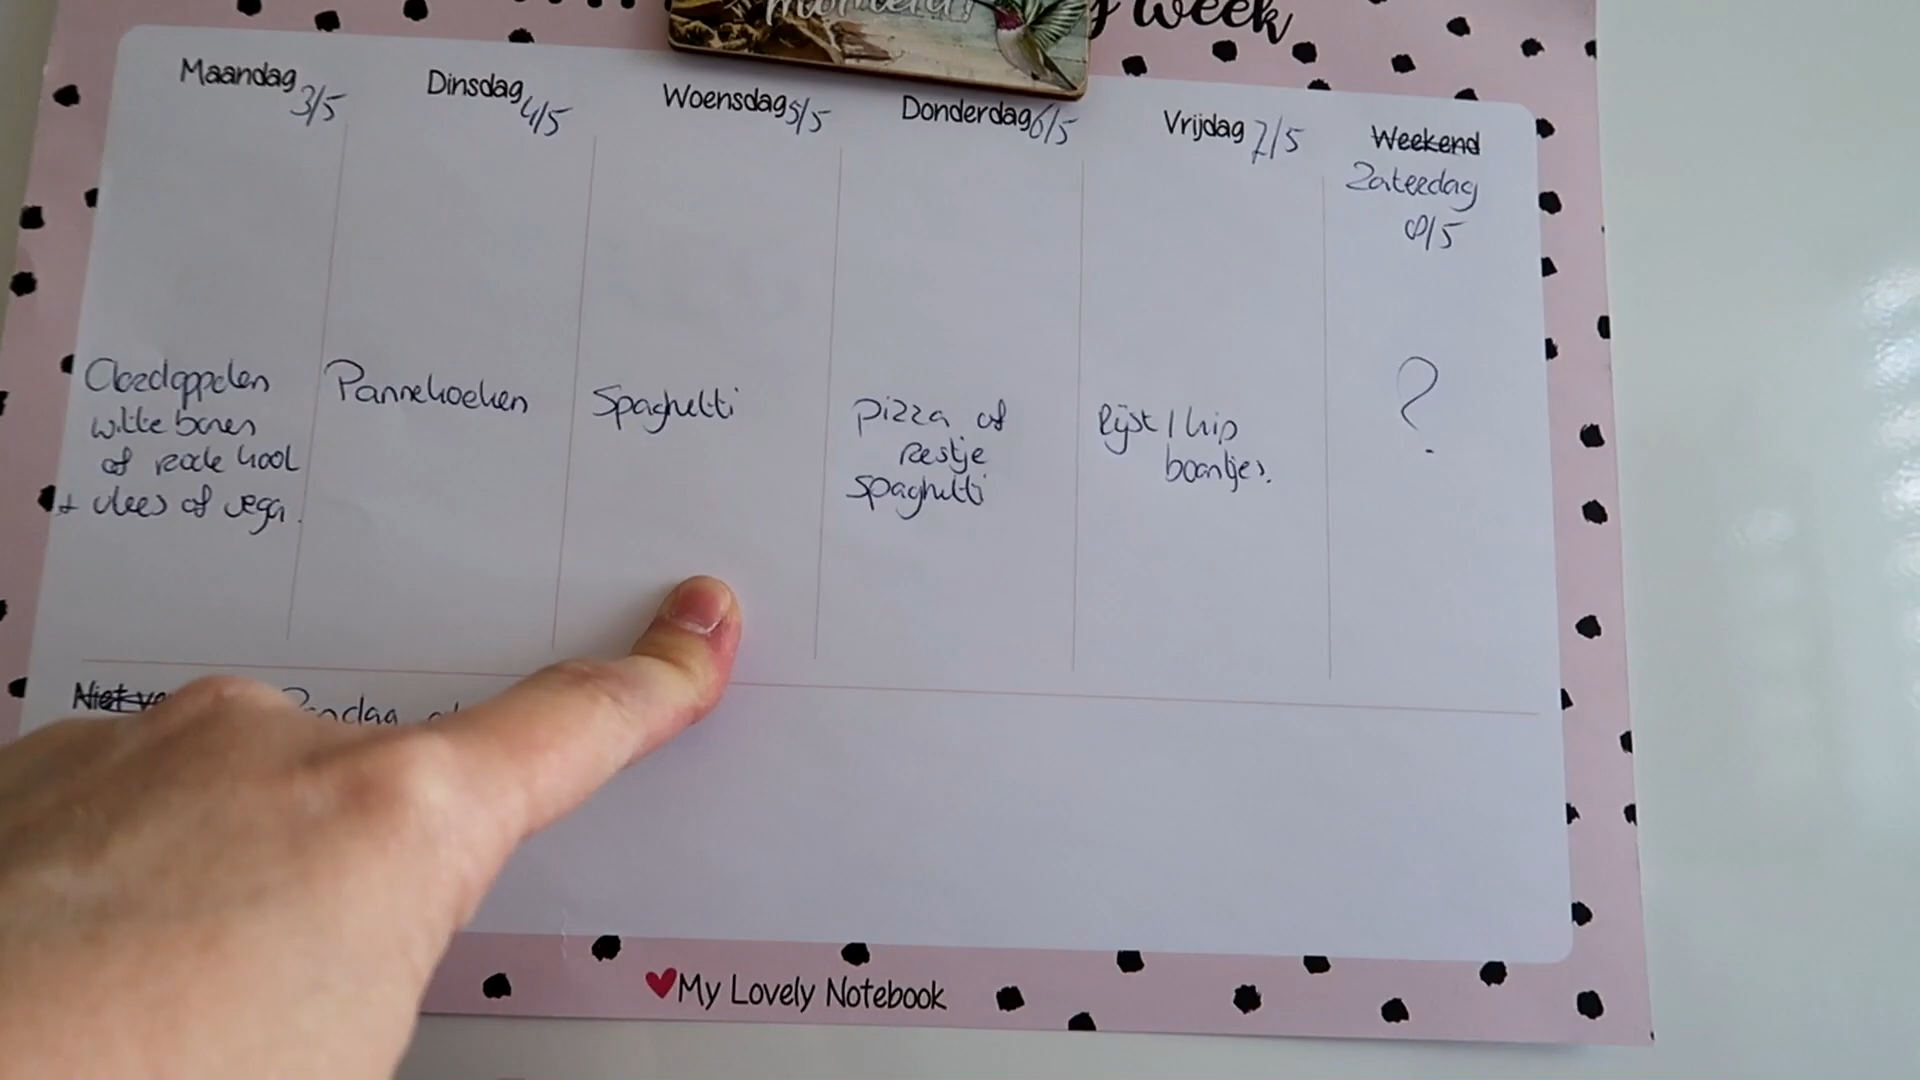 week
Maandag 3/5
Dinsdag 4/5
Woensdag 5/5
Donderdag 6/5
Vrijdag 7/5
Weekend
Zaterdag
8/5
Aardappelen
witte bonen
of rode kool
+ vlees of vega.
Pannekoeken
Spaghetti
pizza of
Restje
spaghetti
Rijst / kip
boontjes.
?
Niet
Zondag
My Lovely Notebook